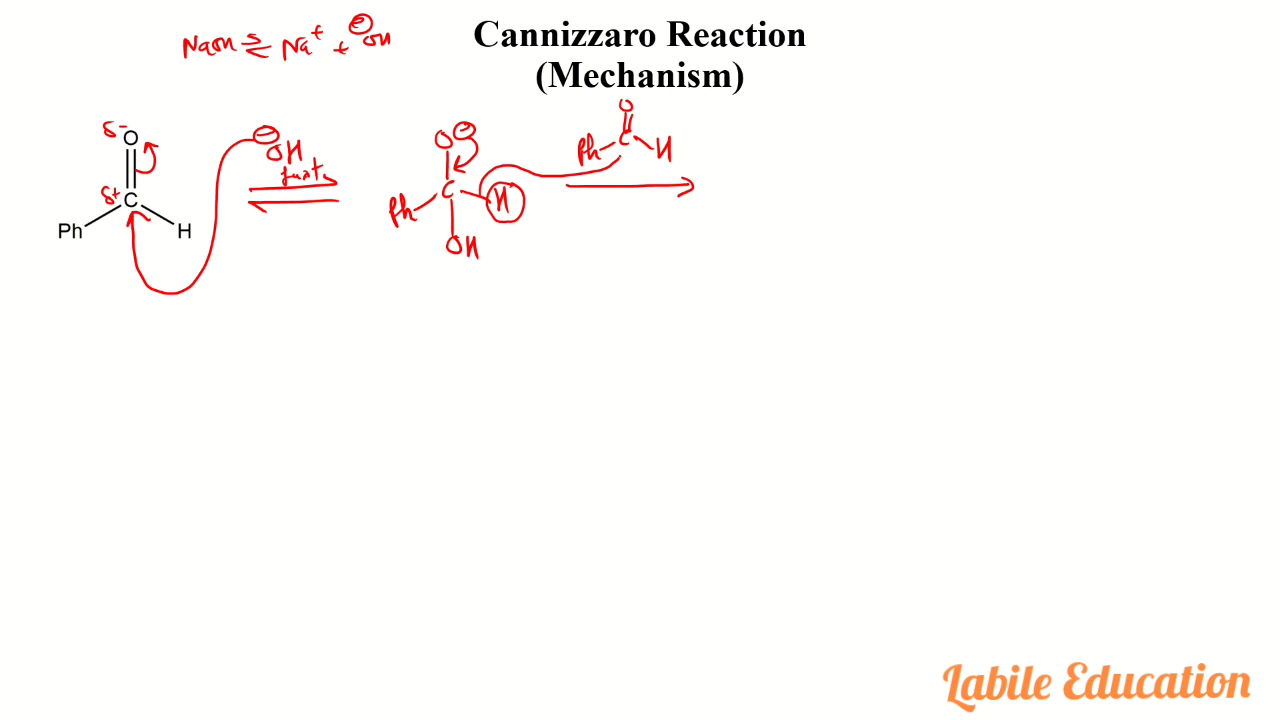 Cannizzaro Reaction
(Mechanism)
NaOH ⇌ Na⁺ + ⊖OH
δ- O
δ+ C
Ph H
⊖OH
fast
O⊖
Ph C H
OH
O
Ph C H
Labile Education